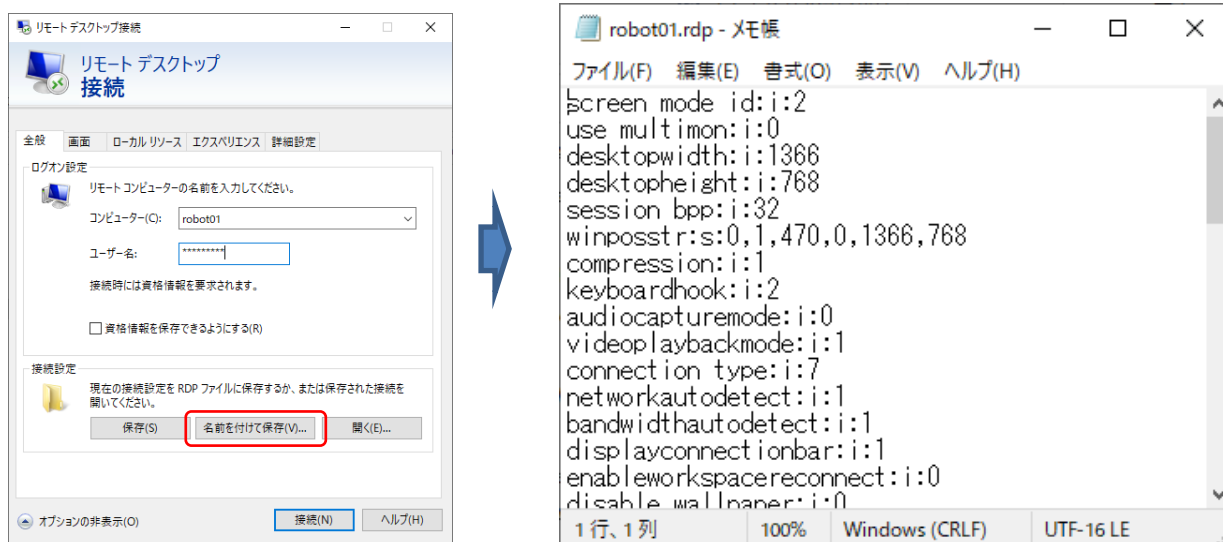 リモート デスクトップ接続
リモート デスクトップ
接続
全般 画面 ローカル リソース エクスペリエンス 詳細設定
ログオン設定
リモート コンピューターの名前を入力してください。
コンピューター(C): robot01
ユーザー名: *********
接続時には資格情報を要求されます。
資格情報を保存できるようにする(R)
接続設定
現在の接続設定を RDP ファイルに保存するか、または保存された接続を
開いてください。
保存(S) 名前を付けて保存(V)... 開く(E)...
オプションの非表示(O) 接続(N) ヘルプ(H)
robot01.rdp - メモ帳
ファイル(F) 編集(E) 書式(O) 表示(V) ヘルプ(H)
screen mode id:i:2
use multimon:i:0
desktopwidth:i:1366
desktopheight:i:768
session bpp:i:32
winposstr:s:0,1,470,0,1366,768
compression:i:1
keyboardhook:i:2
audiocapturemode:i:0
videoplaybackmode:i:1
connection type:i:7
networkautodetect:i:1
bandwidthautodetect:i:1
displayconnectionbar:i:1
enableworkspacereconnect:i:0
disable wallpaper:i:0
1 行、1 列 100% Windows (CRLF) UTF-16 LE